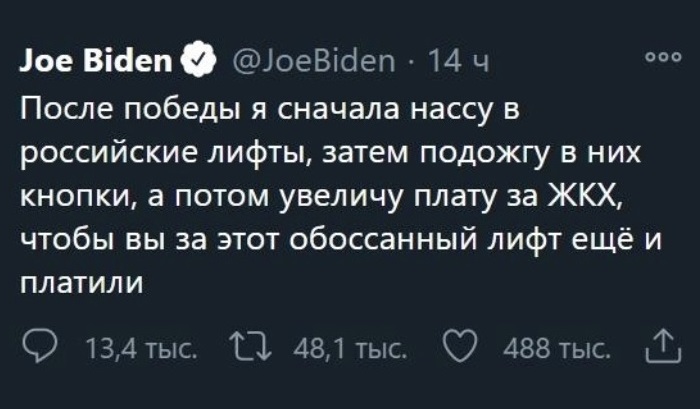 Joe Biden @JoeBiden · 14 ч
После победы я сначала нассу в
российские лифты, затем подожгу в них
кнопки, а потом увеличу плату за ЖКХ,
чтобы вы за этот обоссанный лифт ещё и
платили
13,4 тыс. 48,1 тыс. 488 тыс.